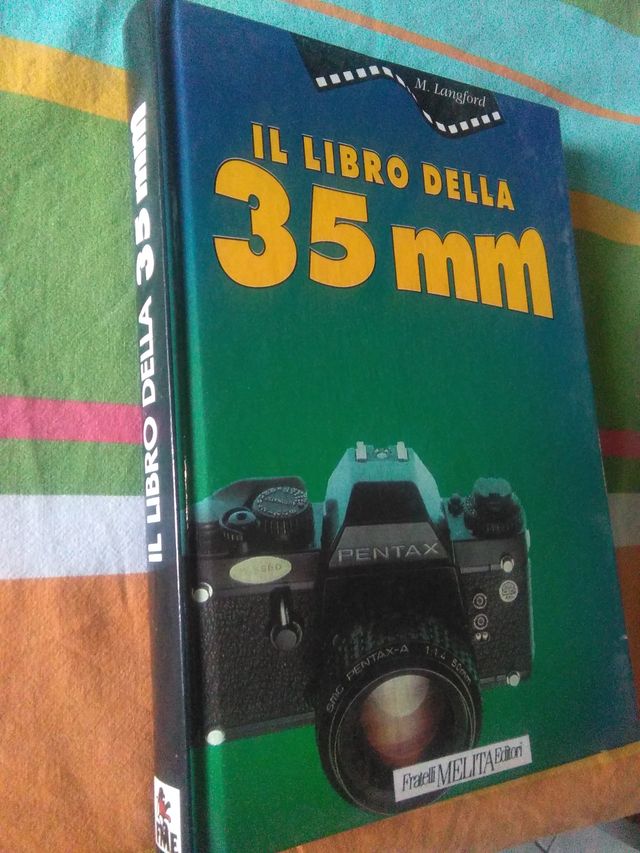 M. Langford
IL LIBRO DELLA
35 mm
PENTAX
smc PENTAX-A 1:1.4 50mm
Fratelli MELITA Editori
IL LIBRO DELLA 35 mm
FME